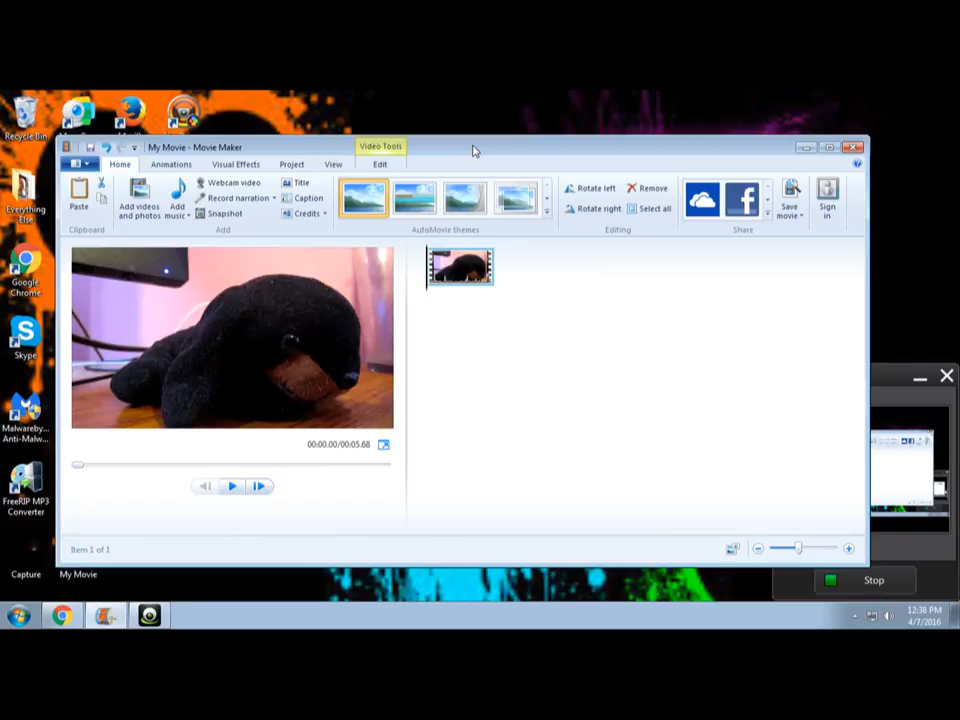 Recycle Bin
Everything
Else
Google
Chrome
Skype
Malwareby...
Anti-Malw...
FreeRIP MP3
Converter
Capture
My Movie
My Movie - Movie Maker
Video Tools
Home
Animations
Visual Effects
Project
View
Edit
Paste
Clipboard
Add videos
and photos
Add
music
Webcam video
Record narration
Snapshot
Title
Caption
Credits
Add
AutoMovie themes
Rotate left
Rotate right
Remove
Select all
Editing
Share
Save
movie
Sign
in
00:00.00/00:05.68
Item 1 of 1
Stop
12:38 PM
4/7/2016